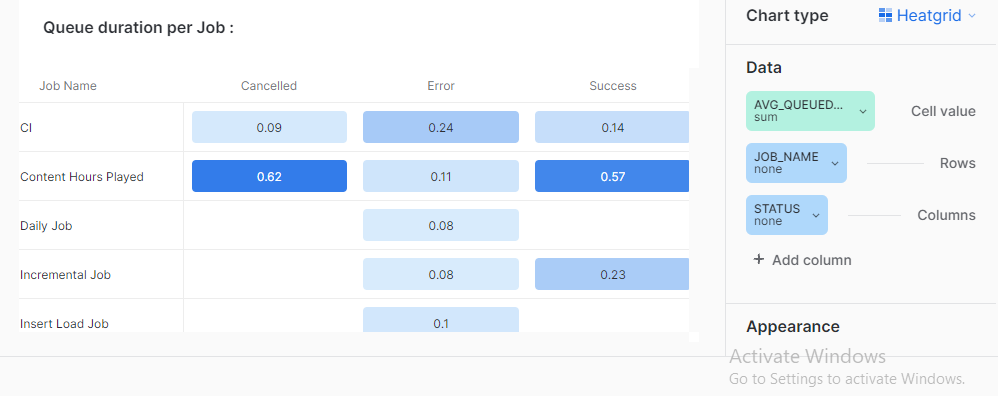 Queue duration per Job :
Job Name Cancelled Error Success
CI 0.09 0.24 0.14
Content Hours Played 0.62 0.11 0.57
Daily Job 0.08
Incremental Job 0.08 0.23
Insert Load Job 0.1
Chart type Heatgrid
Data
AVG_QUEUED...
sum
Cell value
JOB_NAME
none
Rows
STATUS
none
Columns
+ Add column
Appearance
Activate Windows
Go to Settings to activate Windows.